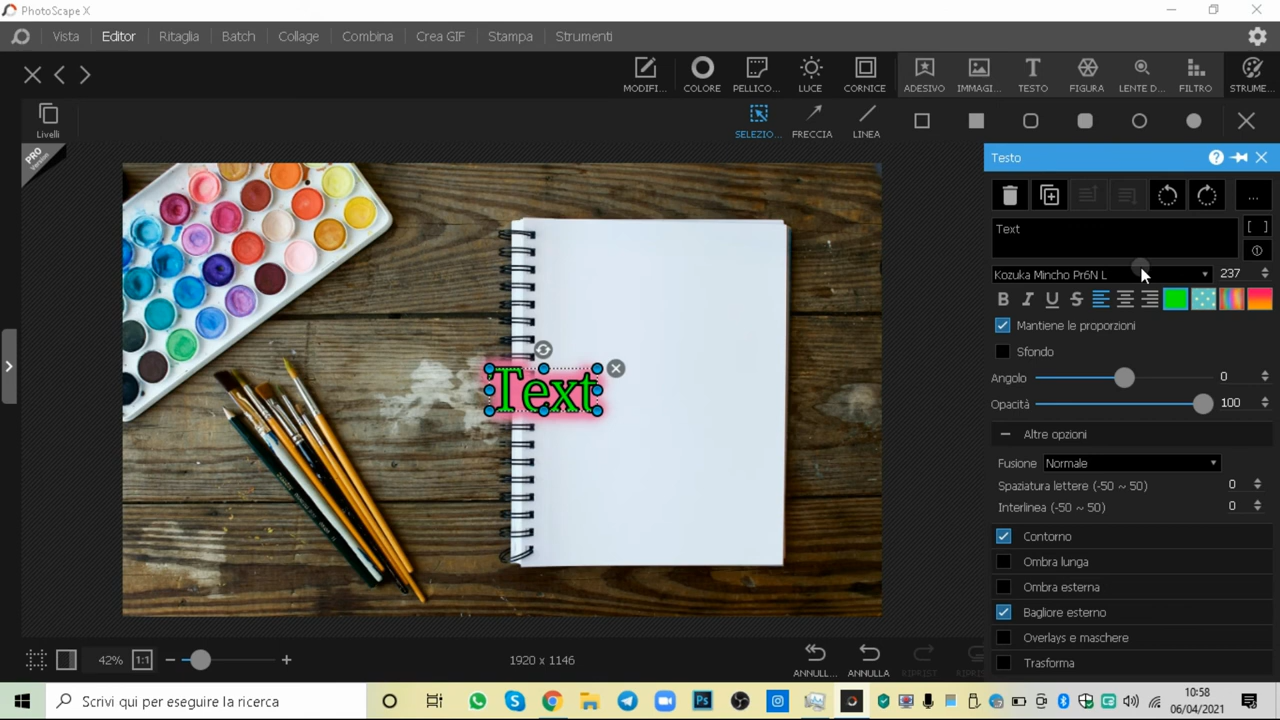 PhotoScape X
Vista Editor Ritaglia Batch Collage Combina Crea GIF Stampa Strumenti
MODIFI... COLORE PELLICO... LUCE CORNICE ADESIVO IMMAGI... TESTO FIGURA LENTE D... FILTRO STRUME...
Livelli SELEZIO... FRECCIA LINEA
PRO
Version
Testo
...
Text
Kozuka Mincho Pr6N L 237
B I U S
Mantiene le proporzioni
Sfondo
Text
Angolo 0
Opacità 100
Altre opzioni
Fusione Normale
Spaziatura lettere (-50 ~ 50) 0
Interlinea (-50 ~ 50) 0
Contorno
Ombra lunga
Ombra esterna
Bagliore esterno
Overlays e maschere
Trasforma
42% 1:1 1920 x 1146 ANNULL... ANNULLA RIPRIST KIPRIST
Scrivi qui per eseguire la ricerca Ps 10:58
06/04/2021